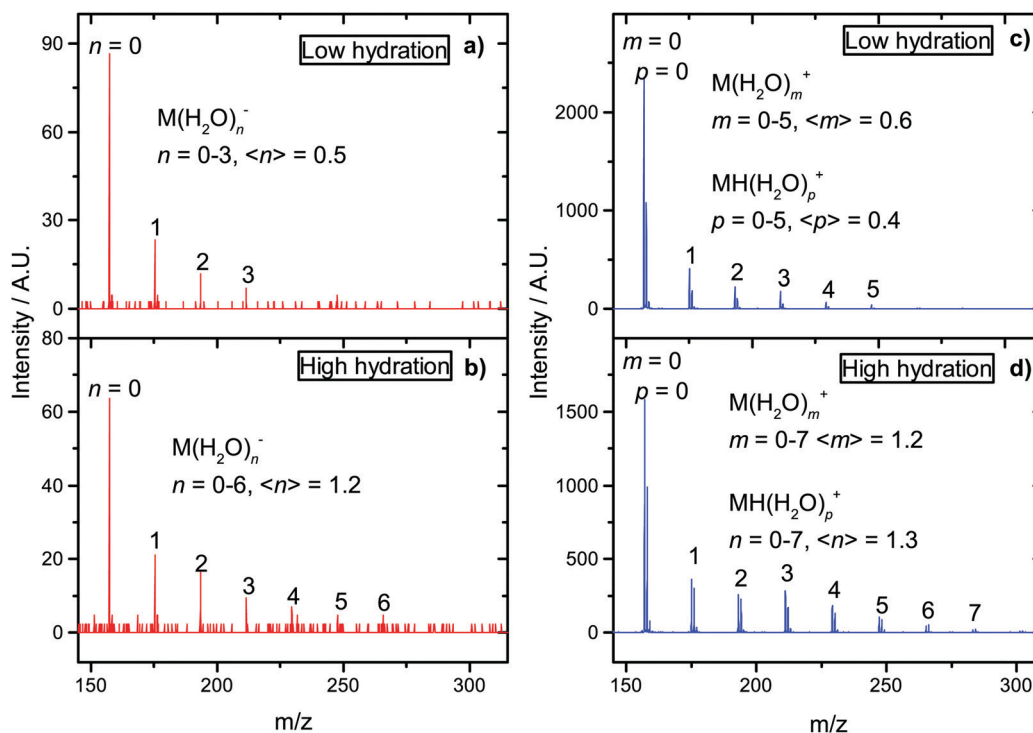 n = 0
Low hydration
a)
M(H₂O)ₙ⁻
n = 0-3, <n> = 0.5
1
2
3
90
60
30
0
Intensity / A.U.
High hydration
b)
n = 0
M(H₂O)ₙ⁻
n = 0-6, <n> = 1.2
1
2
3
4
5
6
80
60
40
20
0
150
200
250
300
m/z
Low hydration
c)
m = 0
p = 0
M(H₂O)ₘ⁺
m = 0-5, <m> = 0.6
MH(H₂O)ₚ⁺
p = 0-5, <p> = 0.4
1
2
3
4
5
2000
1000
0
Intensity / A.U.
m = 0
High hydration
d)
p = 0
M(H₂O)ₘ⁺
m = 0-7 <m> = 1.2
MH(H₂O)ₚ⁺
n = 0-7, <n> = 1.3
1
2
3
4
5
6
7
1500
1000
500
0
150
200
250
300
m/z